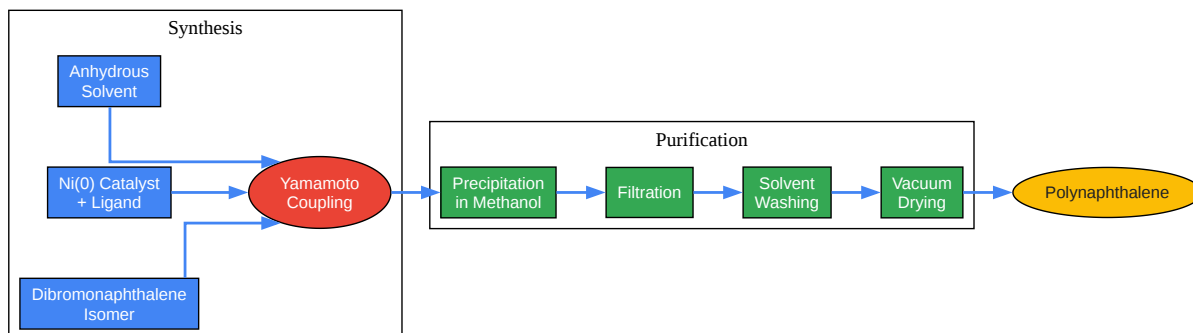 Synthesis
Anhydrous
Solvent
Ni(0) Catalyst
+ Ligand
Dibromonaphthalene
Isomer
Yamamoto
Coupling
Purification
Precipitation
in Methanol
Filtration
Solvent
Washing
Vacuum
Drying
Polynaphthalene